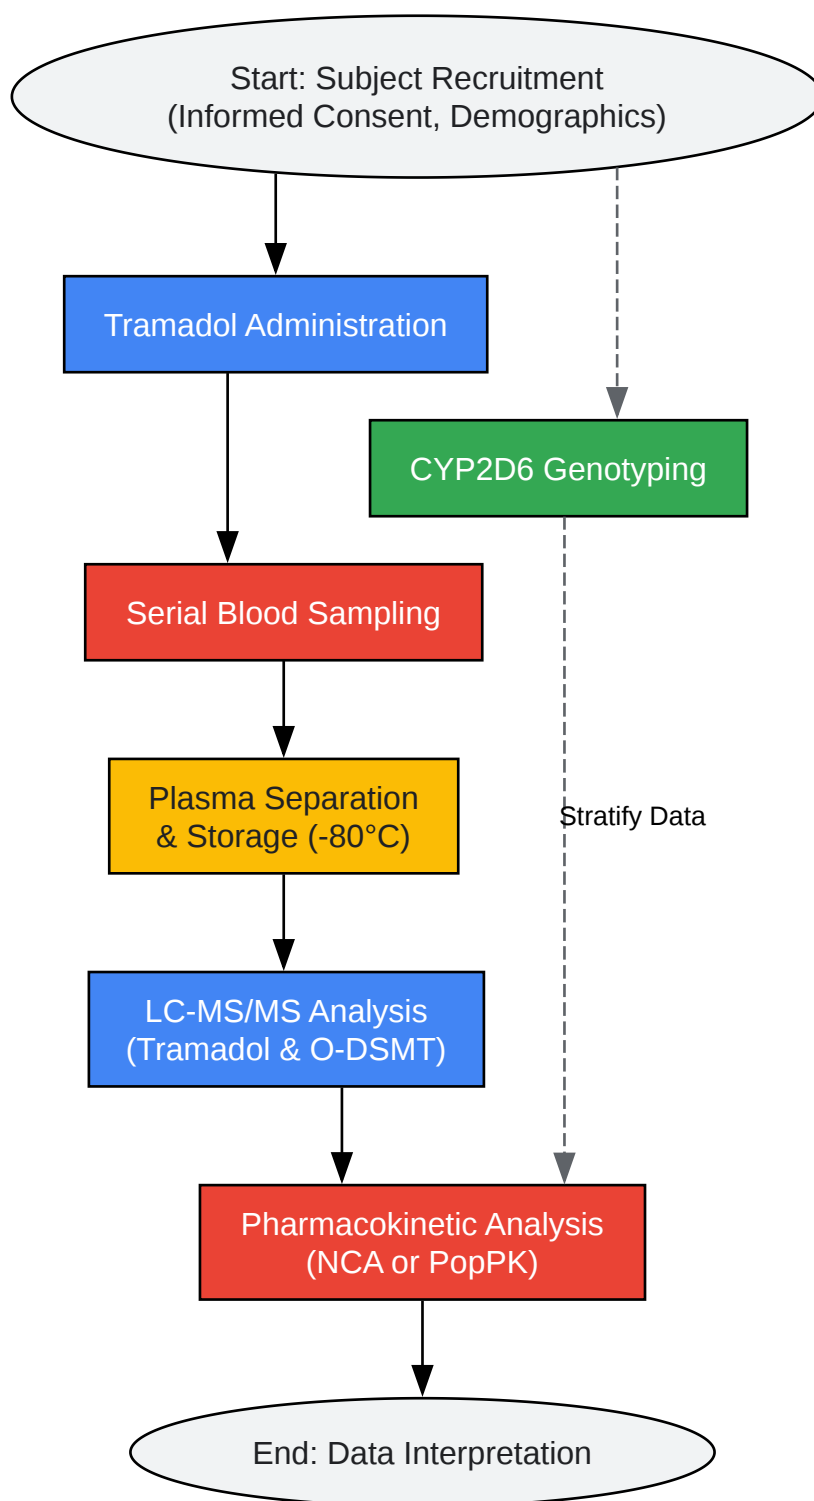 Start: Subject Recruitment
(Informed Consent, Demographics)
Tramadol Administration
CYP2D6 Genotyping
Serial Blood Sampling
Plasma Separation
& Storage (-80°C)
Stratify Data
LC-MS/MS Analysis
(Tramadol & O-DSMT)
Pharmacokinetic Analysis
(NCA or PopPK)
End: Data Interpretation